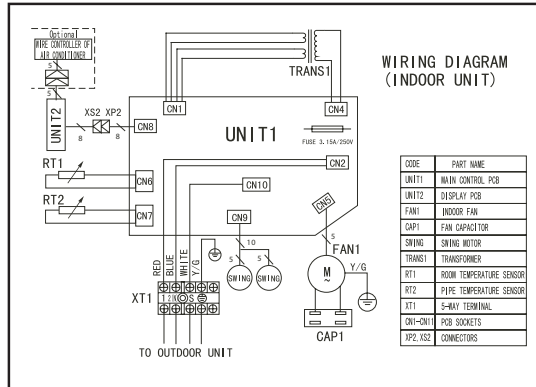 Optional
WIRE CONTROLLER OF
AIR CONDITIONER
5
5
UNIT2
XS2 XP2
8
8
CN8
CN1
TRANS1
CN4
WIRING DIAGRAM
(INDOOR UNIT)
UNIT1
FUSE 3.15A/250V
RT1
CN6
CN2
CN10
RT2
CN7
CN9
CN5
10
5
5
5
FAN1
RED
BLUE
WHITE
Y/G
SWING
SWING
M
~
Y/G
XT1
1 2N S
TO OUTDOOR UNIT
CAP1
CODE PART NAME
UNIT1 MAIN CONTROL PCB
UNIT2 DISPLAY PCB
FAN1 INDOOR FAN
CAP1 FAN CAPACITOR
SWING SWING MOTOR
TRANS1 TRANSFORMER
RT1 ROOM TEMPERATURE SENSOR
RT2 PIPE TEMPERATURE SENSOR
XT1 5-WAY TERMINAL
CN1-CN11 PCB SOCKETS
XP2,XS2 CONNECTORS